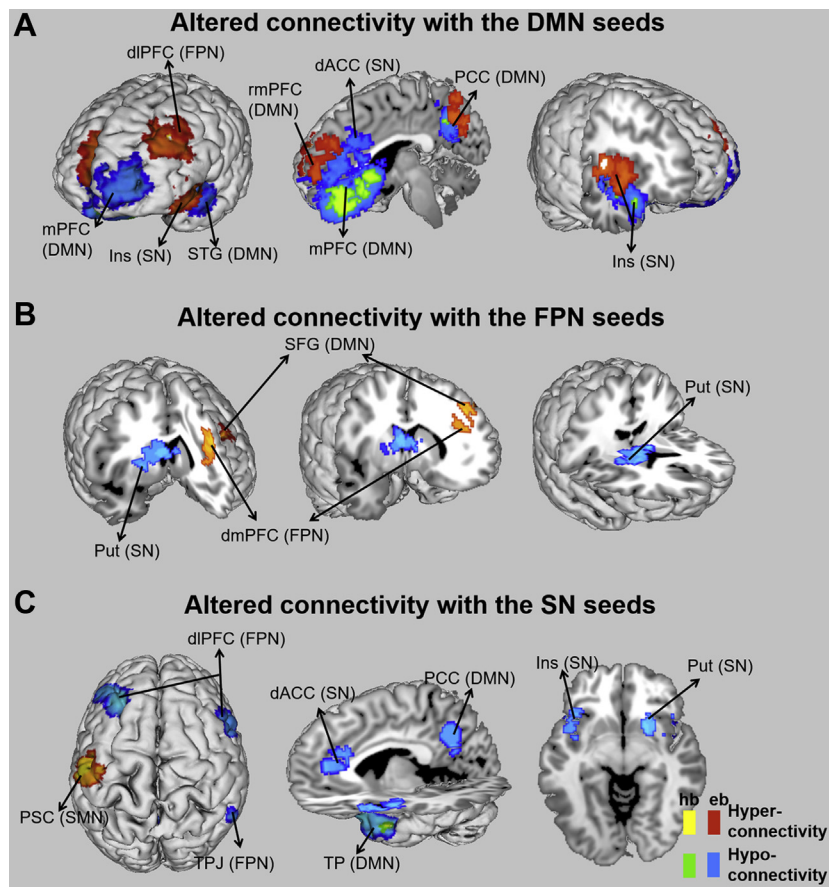 A
Altered connectivity with the DMN seeds
dlPFC (FPN)
dACC (SN)
PCC (DMN)
rmPFC
(DMN)
mPFC
(DMN)
Ins (SN)
STG (DMN)
mPFC (DMN)
Ins (SN)
B
Altered connectivity with the FPN seeds
SFG (DMN)
Put (SN)
dmPFC (FPN)
Put (SN)
C
Altered connectivity with the SN seeds
dlPFC (FPN)
dACC (SN)
PCC (DMN)
Ins (SN)
Put (SN)
PSC (SMN)
TPJ (FPN)
TP (DMN)
hb eb
Hyper-
connectivity
Hypo-
connectivity